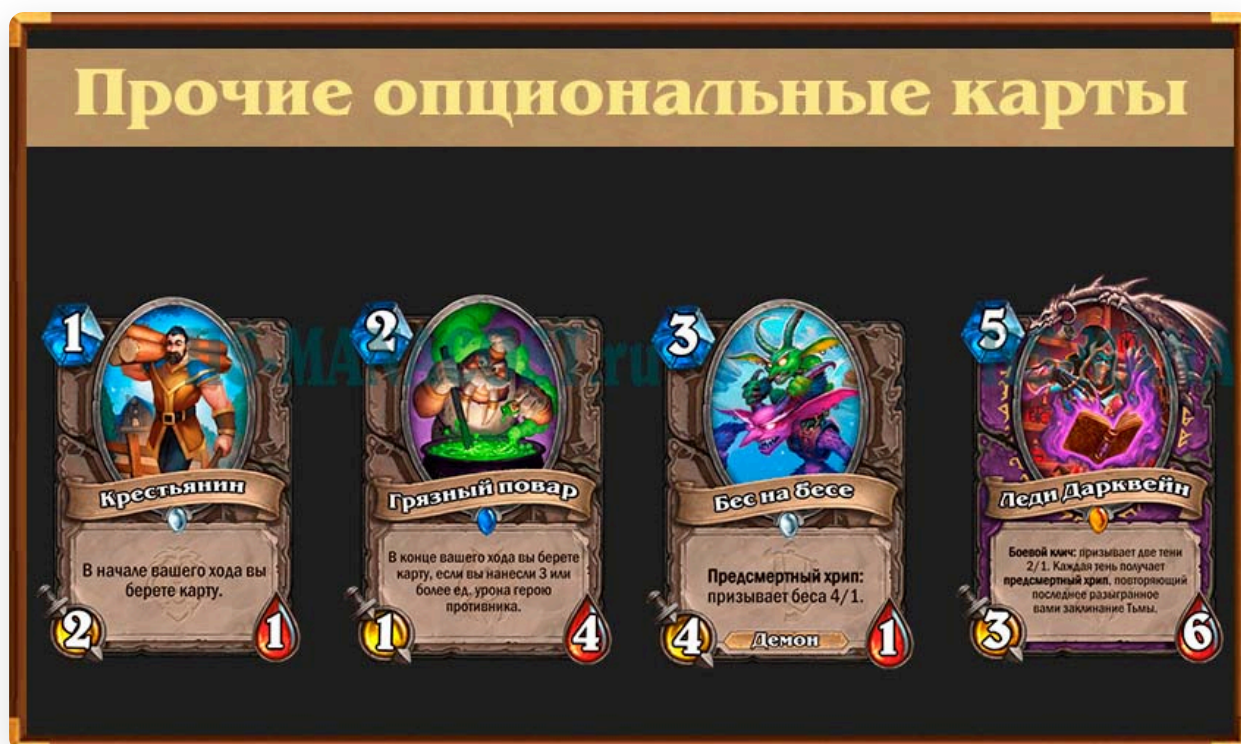 Прочие опциональные карты
1
Крестьянин
В начале вашего хода вы
берете карту.
2
1
2
Грязный повар
В конце вашего хода вы берете
карту, если вы нанесли 3 или
более ед. урона герою
противника.
1
4
3
Бес на бесе
Предсмертный хрип:
призывает беса 4/1.
4
Демон
1
5
Леди Дарквейн
Боевой клич: призывает две тени
2/1. Каждая тень получает
предсмертный хрип, повторяющий
последнее разыгранное
вами заклинание Тьмы.
3
6